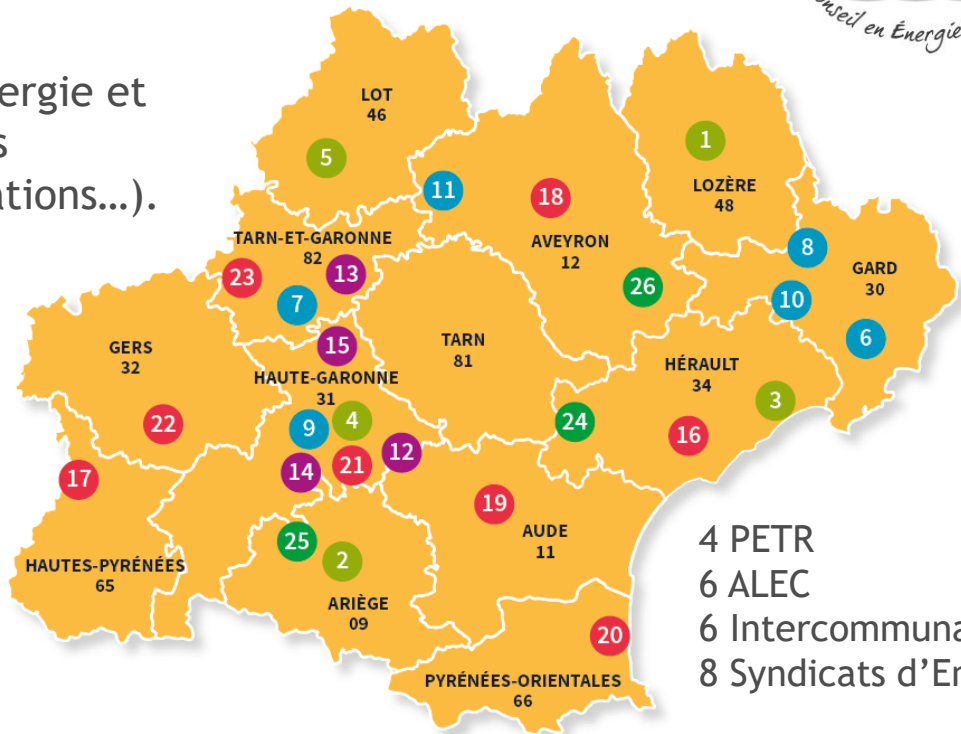 onseil en Énergie
ergie et
s
ations...).
LOT
46
5
1
LOZÈRE
48
11
18
AVEYRON
12
TARN-ET-GARONNE
82
13
23
7
8
GARD
30
10
6
26
15
GERS
32
TARN
81
HAUTE-GARONNE
31
HÉRAULT
34
3
22
9
4
24
16
12
14
21
17
19
AUDE
11
25
2
HAUTES-PYRÉNÉES
65
ARIÈGE
09
20
PYRÉNÉES-ORIENTALES
66
4 PETR
6 ALEC
6 Intercommuna
8 Syndicats d'En